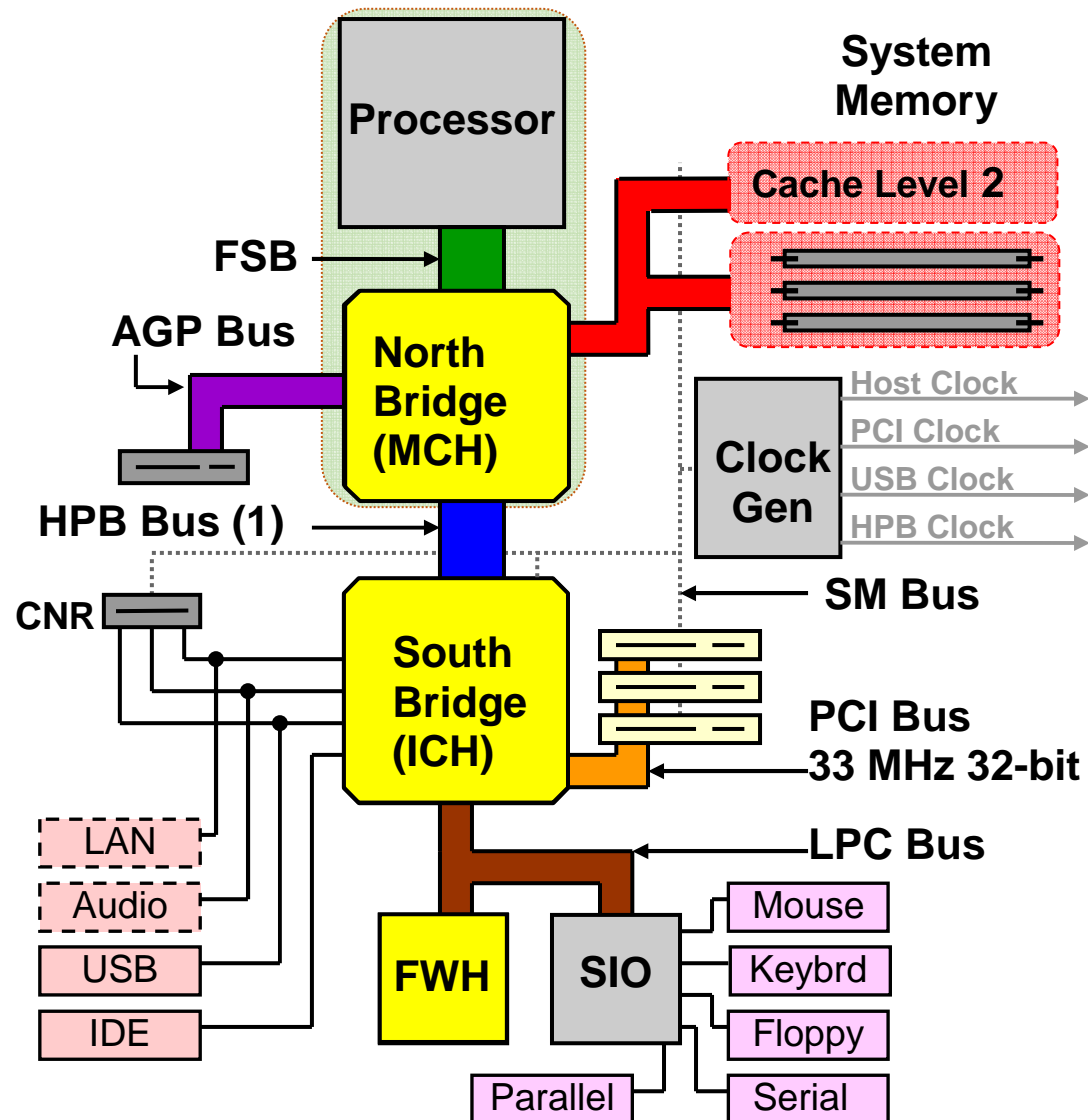 System
Memory
Processor
Cache Level 2
FSB
AGP Bus
North
Bridge
(MCH)
Host Clock
PCI Clock
USB Clock
HPB Clock
Clock
Gen
HPB Bus (1)
SM Bus
CNR
South
Bridge
(ICH)
PCI Bus
33 MHz 32-bit
LPC Bus
LAN
Audio
USB
IDE
FWH
SIO
Mouse
Keybrd
Floppy
Parallel
Serial